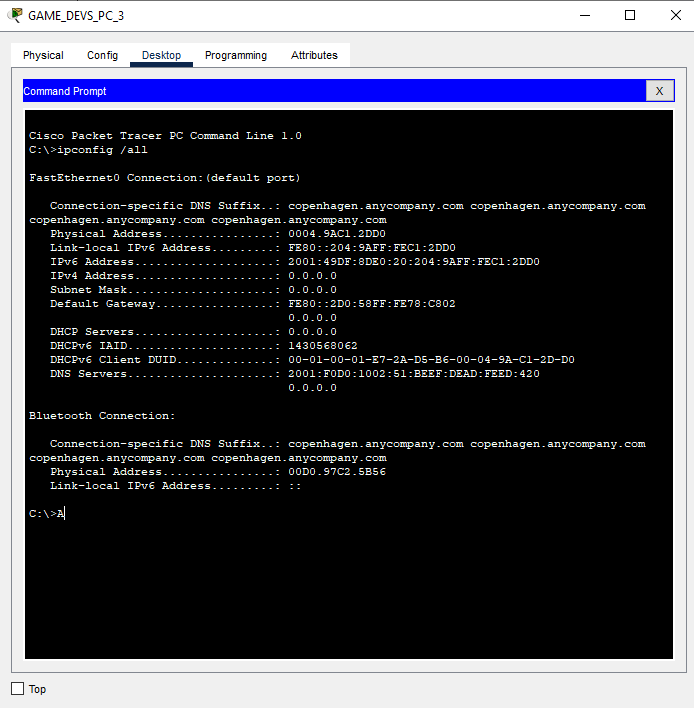 GAME_DEVS_PC_3
Physical Config Desktop Programming Attributes
Command Prompt X
Cisco Packet Tracer PC Command Line 1.0
C:\>ipconfig /all
FastEthernet0 Connection:(default port)
Connection-specific DNS Suffix..: copenhagen.anycompany.com copenhagen.anycompany.com
copenhagen.anycompany.com copenhagen.anycompany.com
Physical Address................: 0004.9AC1.2DD0
Link-local IPv6 Address.........: FE80::204:9AFF:FEC1:2DD0
IPv6 Address....................: 2001:49DF:8DE0:20:204:9AFF:FEC1:2DD0
IPv4 Address....................: 0.0.0.0
Subnet Mask.....................: 0.0.0.0
Default Gateway.................: FE80::2D0:58FF:FE78:C802
0.0.0.0
DHCP Servers....................: 0.0.0.0
DHCPv6 IAID.....................: 1430568062
DHCPv6 Client DUID..............: 00-01-00-01-E7-2A-D5-B6-00-04-9A-C1-2D-D0
DNS Servers.....................: 2001:F0D0:1002:51:BEEF:DEAD:FEED:420
0.0.0.0
Bluetooth Connection:
Connection-specific DNS Suffix..: copenhagen.anycompany.com copenhagen.anycompany.com
copenhagen.anycompany.com copenhagen.anycompany.com
Physical Address................: 00D0.97C2.5B56
Link-local IPv6 Address.........: ::
C:\>A
Top